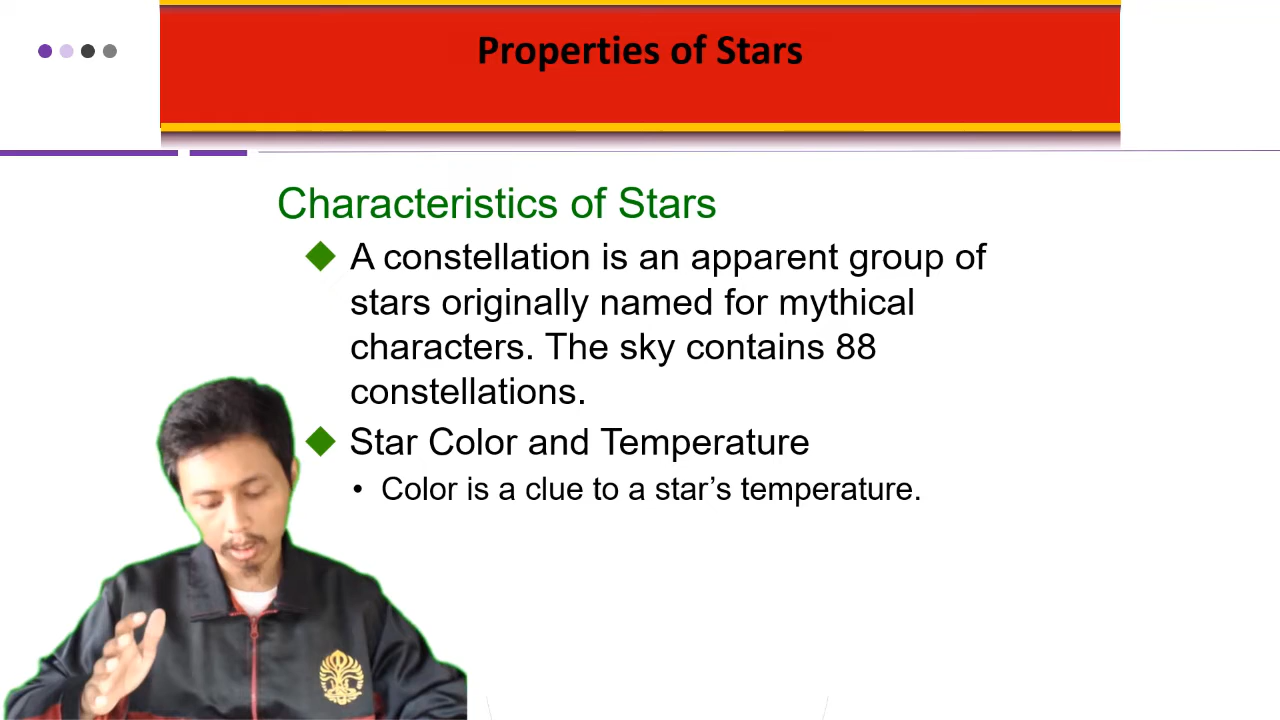 Properties of Stars
Characteristics of Stars
A constellation is an apparent group of
stars originally named for mythical
characters. The sky contains 88
constellations.
Star Color and Temperature
• Color is a clue to a star’s temperature.